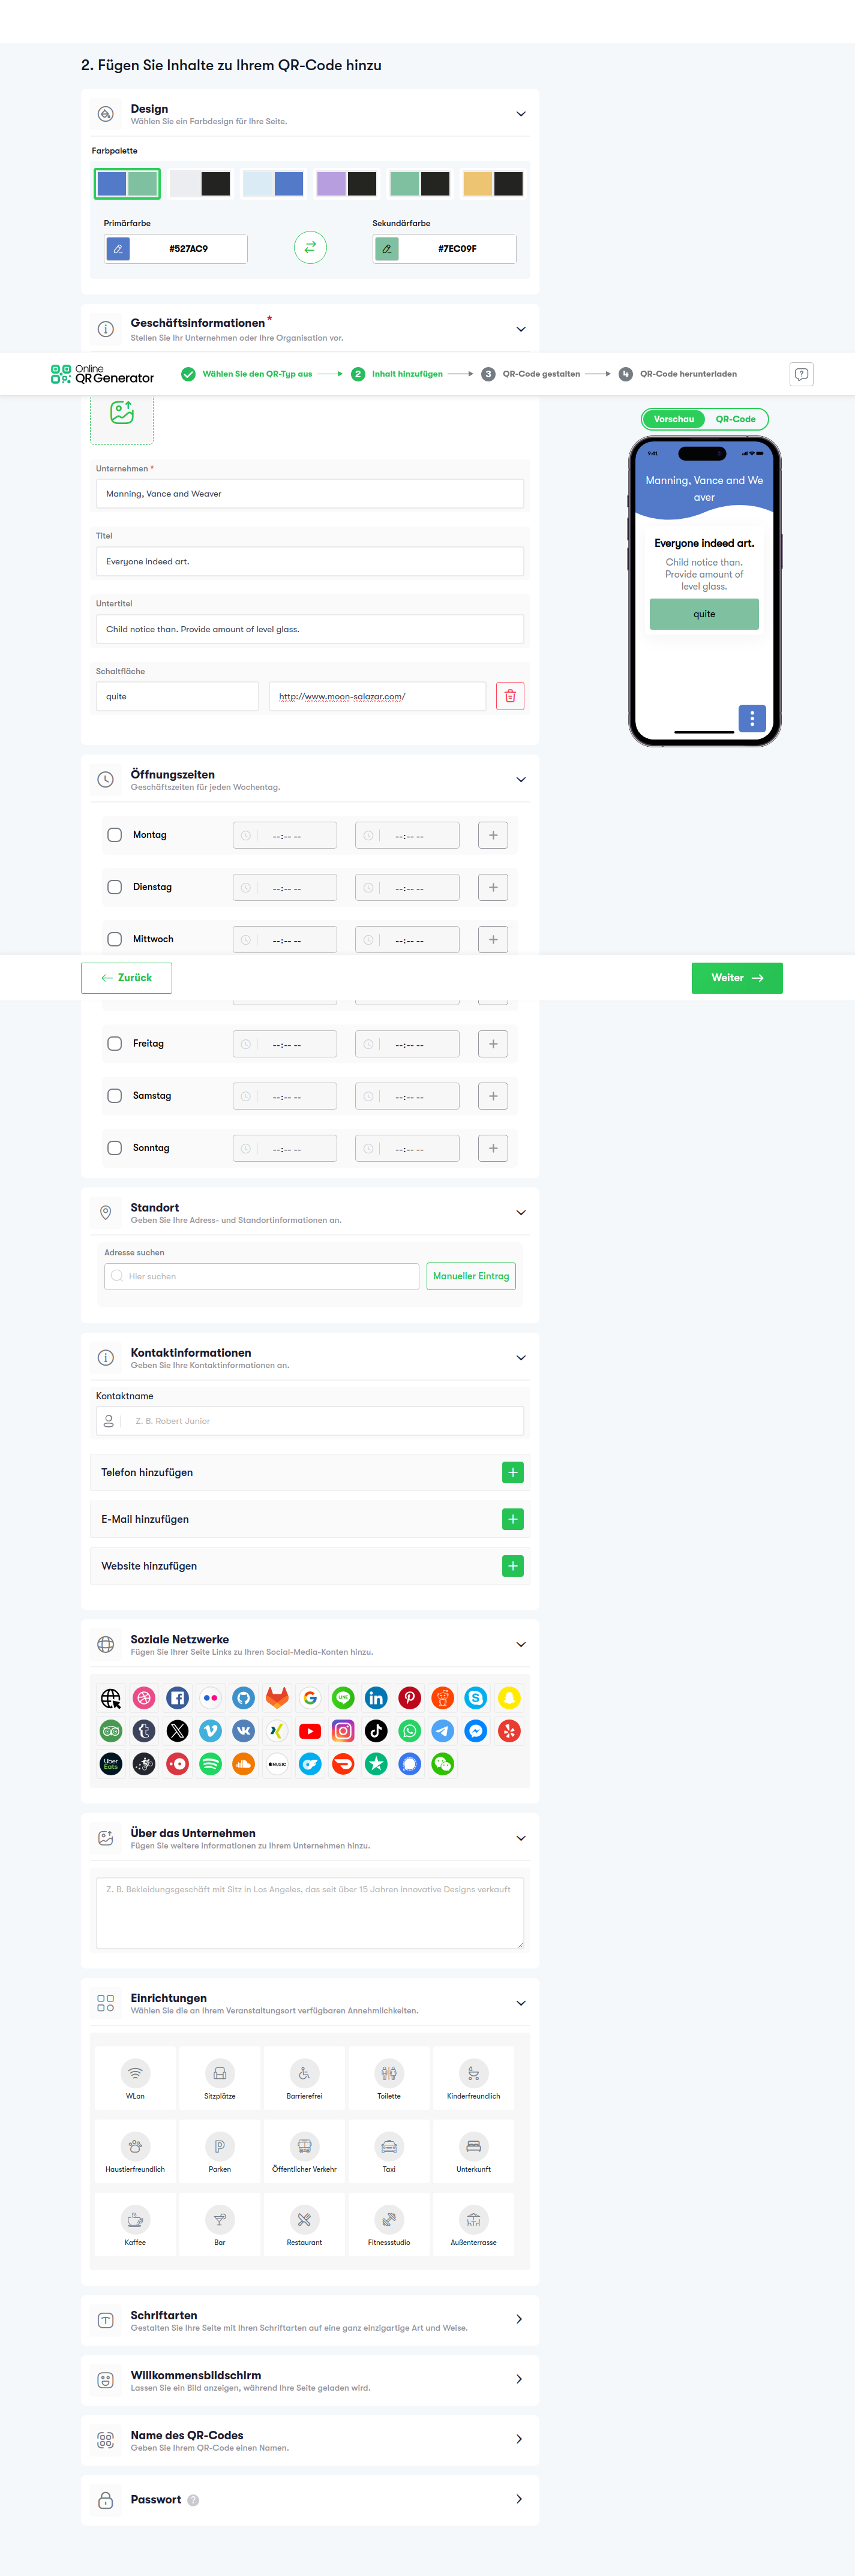 2. Fügen Sie Inhalte zu Ihrem QR-Code hinzu
Design
Wählen Sie ein Farbdesign für Ihre Seite.
Farbpalette
Primärfarbe
Sekundärfarbe
#527AC9
#7EC09F
Geschäftsinformationen *
Stellen Sie Ihr Unternehmen oder Ihre Organisation vor.
Online
QR Generator
Wählen Sie den QR-Typ aus
2 Inhalt hinzufügen
3 QR-Code gestalten
4 QR-Code herunterladen
Vorschau
QR-Code
9:41
Manning, Vance and We
aver
Everyone indeed art.
Child notice than.
Provide amount of
level glass.
quite
Unternehmen *
Manning, Vance and Weaver
Titel
Everyone indeed art.
Untertitel
Child notice than. Provide amount of level glass.
Schaltfläche
quite
http://www.moon-salazar.com/
Öffnungszeiten
Geschäftszeiten für jeden Wochentag.
Montag --:-- -- --:-- --
Dienstag --:-- -- --:-- --
Mittwoch --:-- -- --:-- --
Zurück
Weiter
Freitag --:-- -- --:-- --
Samstag --:-- -- --:-- --
Sonntag --:-- -- --:-- --
Standort
Geben Sie Ihre Adress- und Standortinformationen an.
Adresse suchen
Hier suchen
Manueller Eintrag
Kontaktinformationen
Geben Sie Ihre Kontaktinformationen an.
Kontaktname
Z. B. Robert Junior
Telefon hinzufügen
E-Mail hinzufügen
Website hinzufügen
Soziale Netzwerke
Fügen Sie Ihrer Seite Links zu Ihren Social-Media-Konten hinzu.
LINE
Uber
Eats
MUSIC
Über das Unternehmen
Fügen Sie weitere Informationen zu Ihrem Unternehmen hinzu.
Z. B. Bekleidungsgeschäft mit Sitz in Los Angeles, das seit über 15 Jahren innovative Designs verkauft
Einrichtungen
Wählen Sie die an Ihrem Veranstaltungsort verfügbaren Annehmlichkeiten.
WLan
Sitzplätze
Barrierefrei
Toilette
Kinderfreundlich
Haustierfreundlich
Parken
Öffentlicher Verkehr
Taxi
Unterkunft
Kaffee
Bar
Restaurant
Fitnessstudio
Außenterrasse
Schriftarten
Gestalten Sie Ihre Seite mit Ihren Schriftarten auf eine ganz einzigartige Art und Weise.
Willkommensbildschirm
Lassen Sie ein Bild anzeigen, während Ihre Seite geladen wird.
Name des QR-Codes
Geben Sie Ihrem QR-Code einen Namen.
Passwort ?